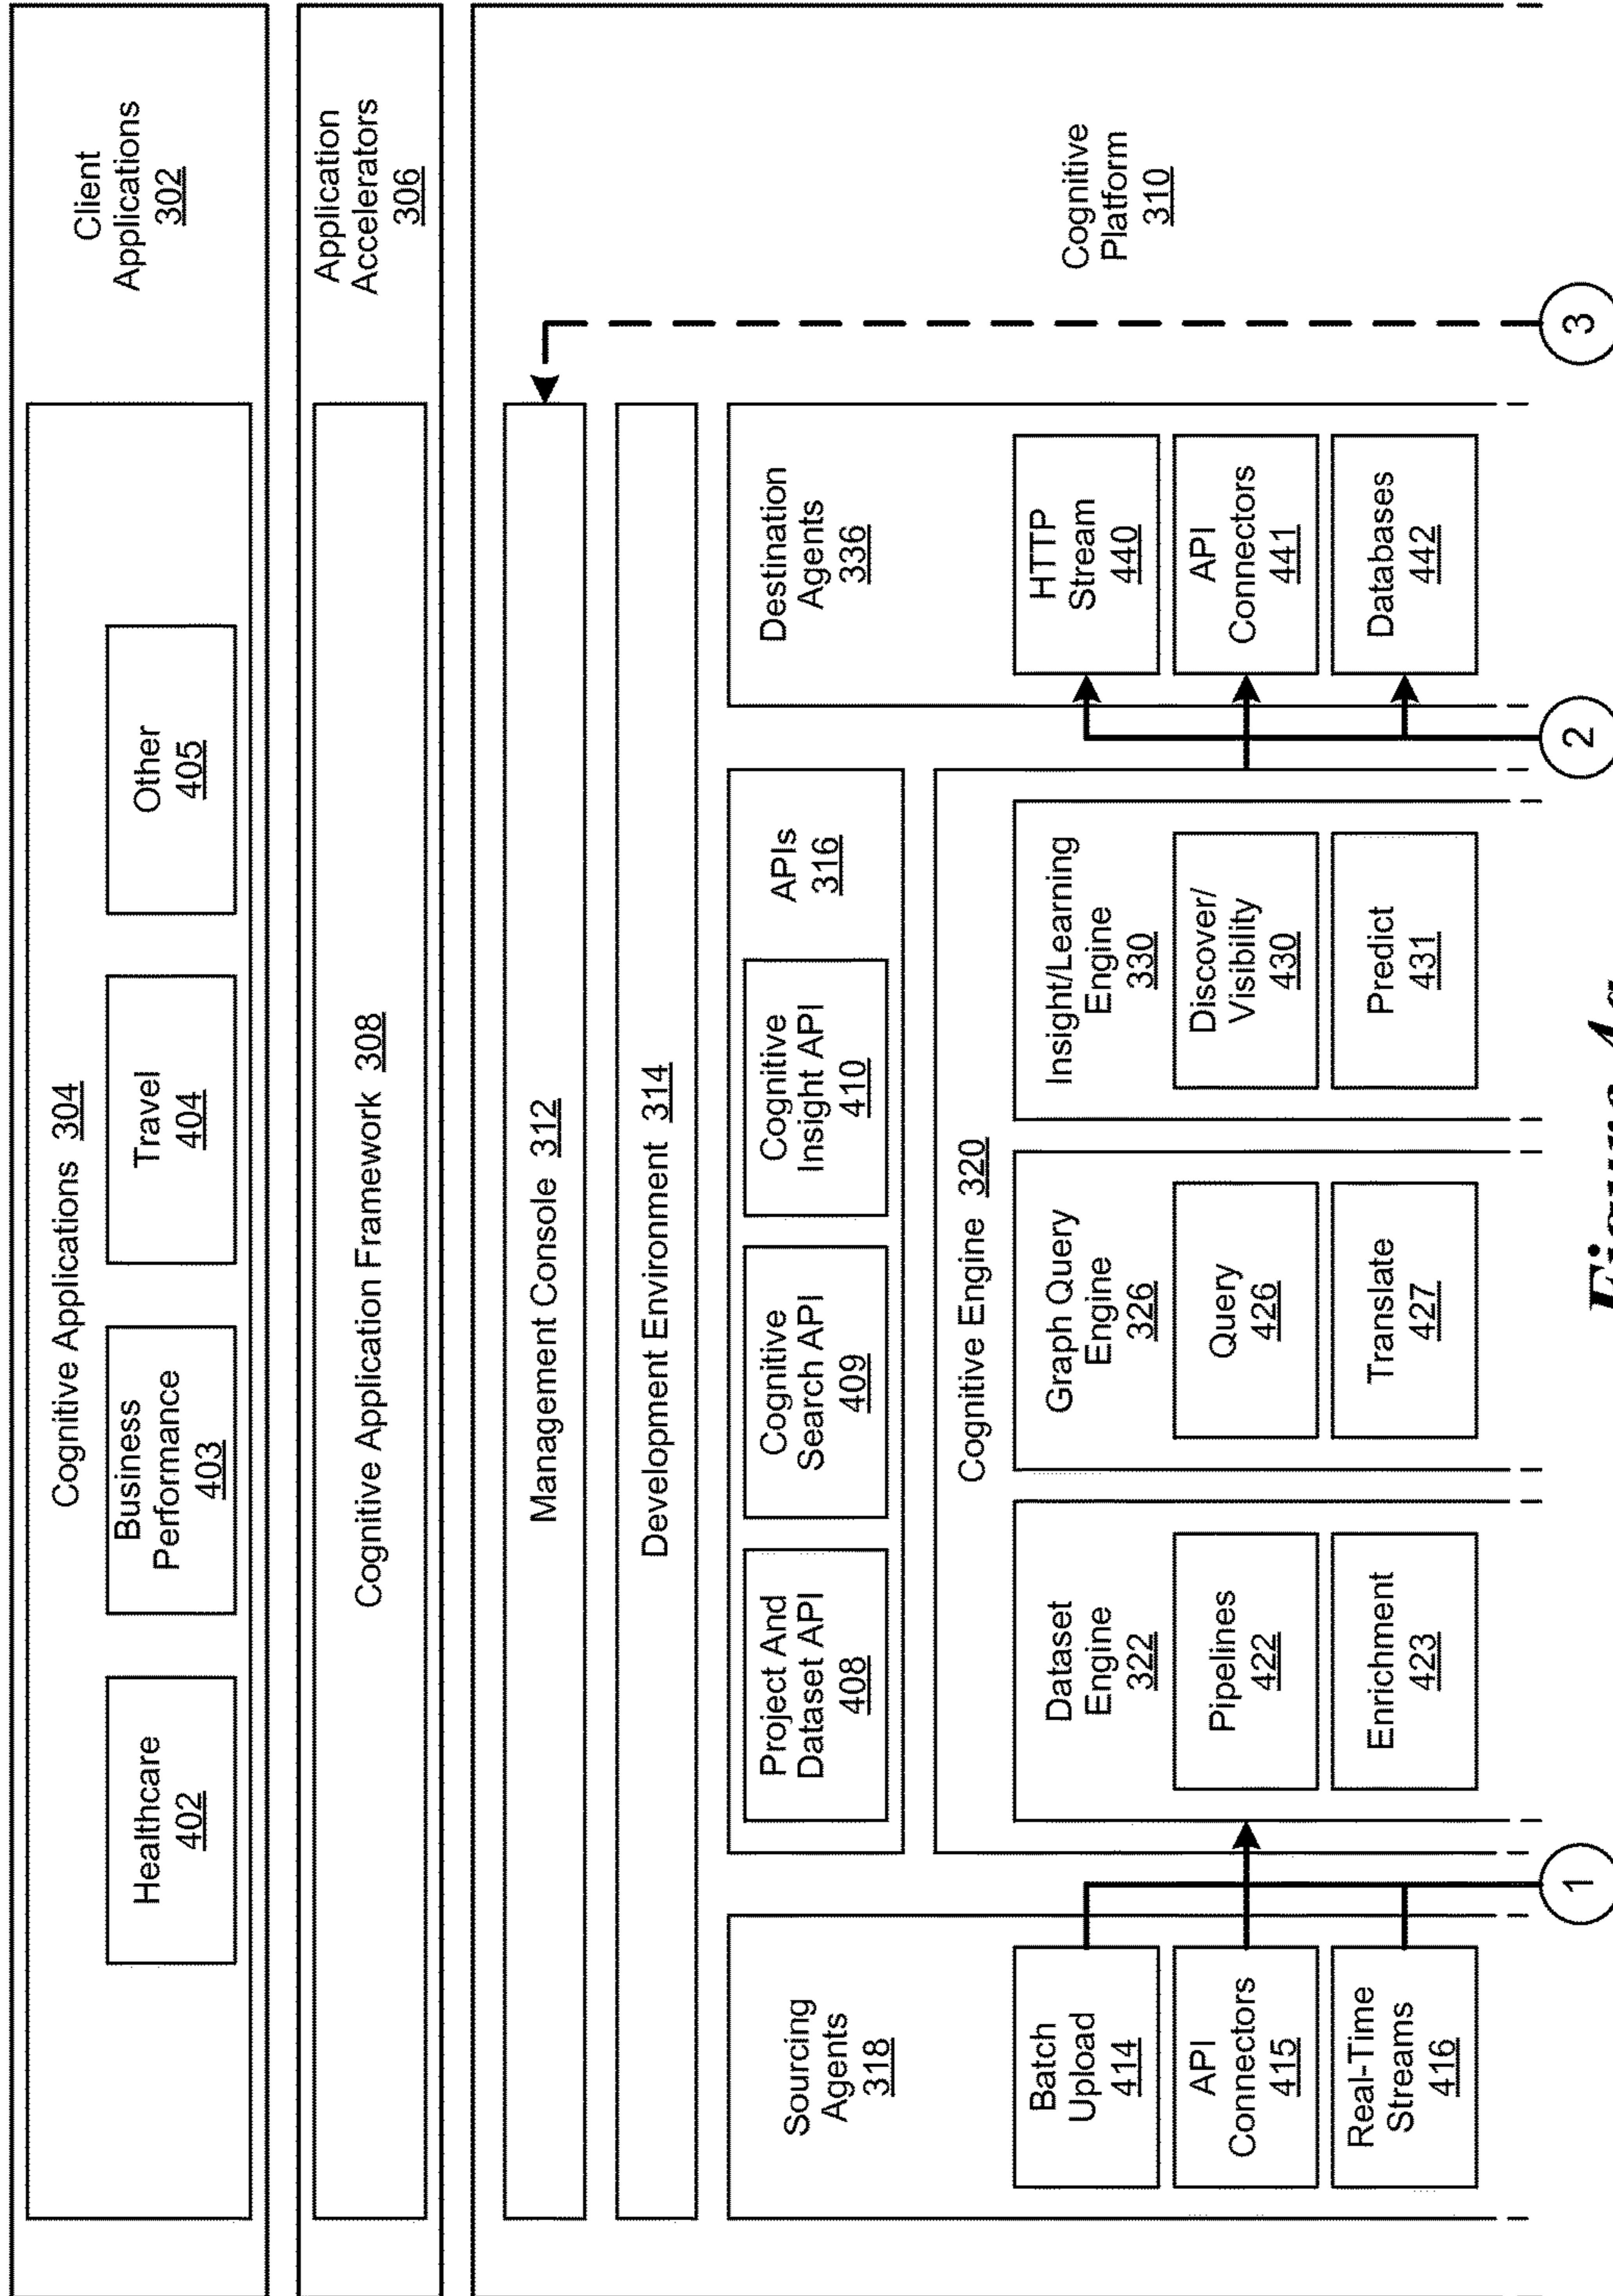 Cognitive Applications 304
Client
Applications
302
Healthcare
402
Business
Performance
403
Travel
404
Other
405
Cognitive Application Framework 308
Application
Accelerators
306
Management Console 312
Development Environment 314
Cognitive
Platform
310
Sourcing
Agents
318
Batch
Upload
414
API
Connectors
415
Real-Time
Streams
416
Project And
Dataset API
408
Cognitive
Search API
409
Cognitive
Insight API
410
APIs
316
Cognitive Engine 320
Dataset
Engine
322
Pipelines
422
Enrichment
423
Graph Query
Engine
326
Query
426
Translate
427
Insight/Learning
Engine
330
Discover/
Visibility
430
Predict
431
Destination
Agents
336
HTTP
Stream
440
API
Connectors
441
Databases
442
1
2
3
Figure 4a